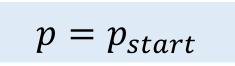 p = p_start